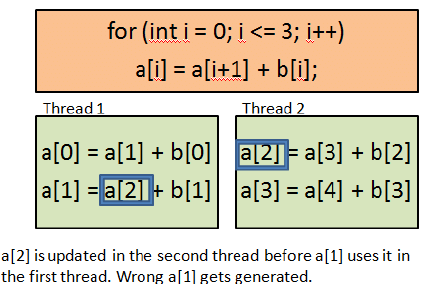 for (int i = 0; i <= 3; i++)
a[i] = a[i+1] + b[i];
Thread 1
Thread 2
a[0] = a[1] + b[0]
a[1] = a[2] + b[1]
a[2] = a[3] + b[2]
a[3] = a[4] + b[3]
a[2] is updated in the second thread before a[1] uses it in
the first thread. Wrong a[1] gets generated.